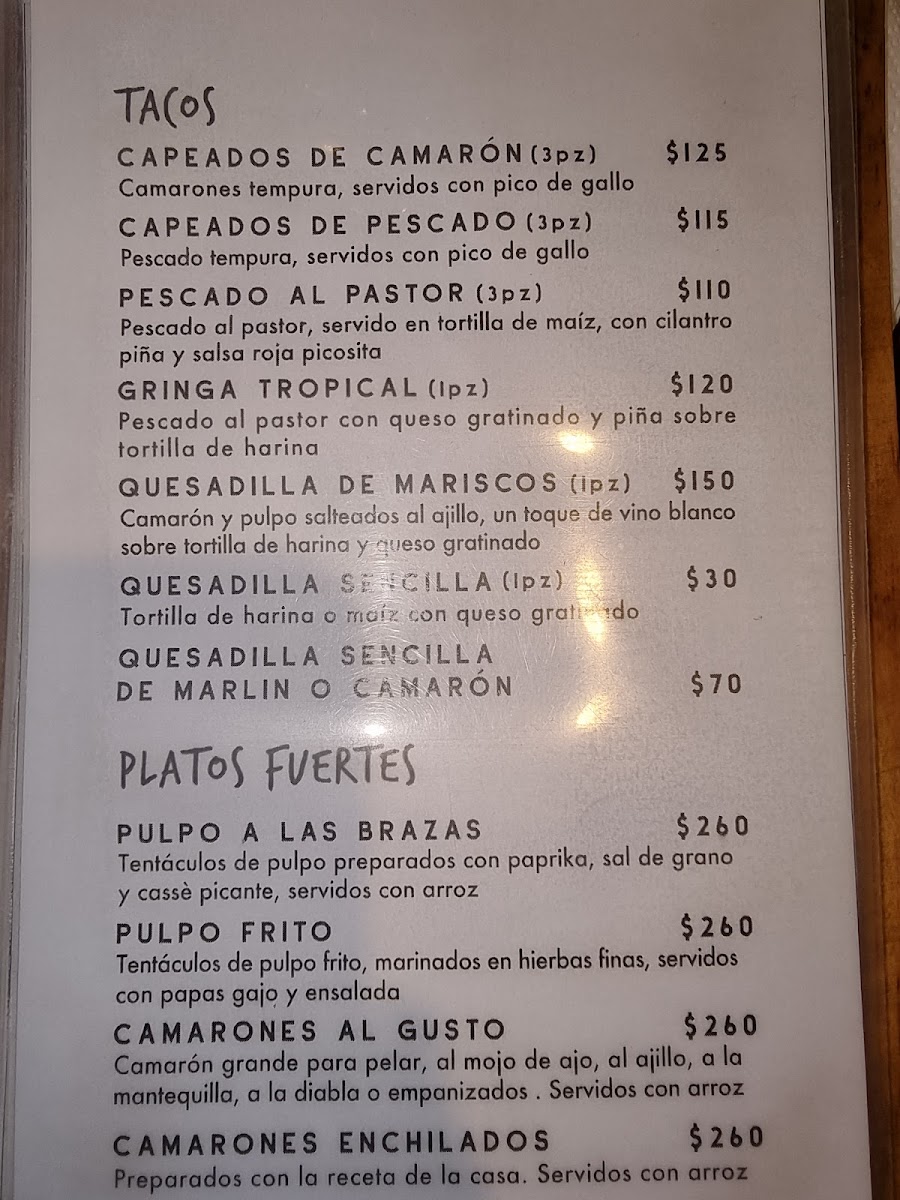 TACOS
CAPEADOS DE CAMARÓN (3pz) $125
Camarones tempura, servidos con pico de gallo
CAPEADOS DE PESCADO (3pz) $115
Pescado tempura, servidos con pico de gallo
PESCADO AL PASTOR (3pz) $110
Pescado al pastor, servido en tortilla de maíz, con cilantro
piña y salsa roja picosita
GRINGA TROPICAL (1pz) $120
Pescado al pastor con queso gratinado y piña sobre
tortilla de harina
QUESADILLA DE MARISCOS (1pz) $150
Camarón y pulpo salteados al ajillo, un toque de vino blanco
sobre tortilla de harina y queso gratinado
QUESADILLA SENCILLA (1pz) $30
Tortilla de harina o maíz con queso gratinado
QUESADILLA SENCILLA
DE MARLIN O CAMARÓN $70
PLATOS FUERTES
PULPO A LAS BRAZAS $260
Tentáculos de pulpo preparados con paprika, sal de grano
y cassè picante, servidos con arroz
PULPO FRITO $260
Tentáculos de pulpo frito, marinados en hierbas finas, servidos
con papas gajo y ensalada
CAMARONES AL GUSTO $260
Camarón grande para pelar, al mojo de ajo, al ajillo, a la
mantequilla, a la diabla o empanizados . Servidos con arroz
CAMARONES ENCHILADOS $260
Preparados con la receta de la casa. Servidos con arroz